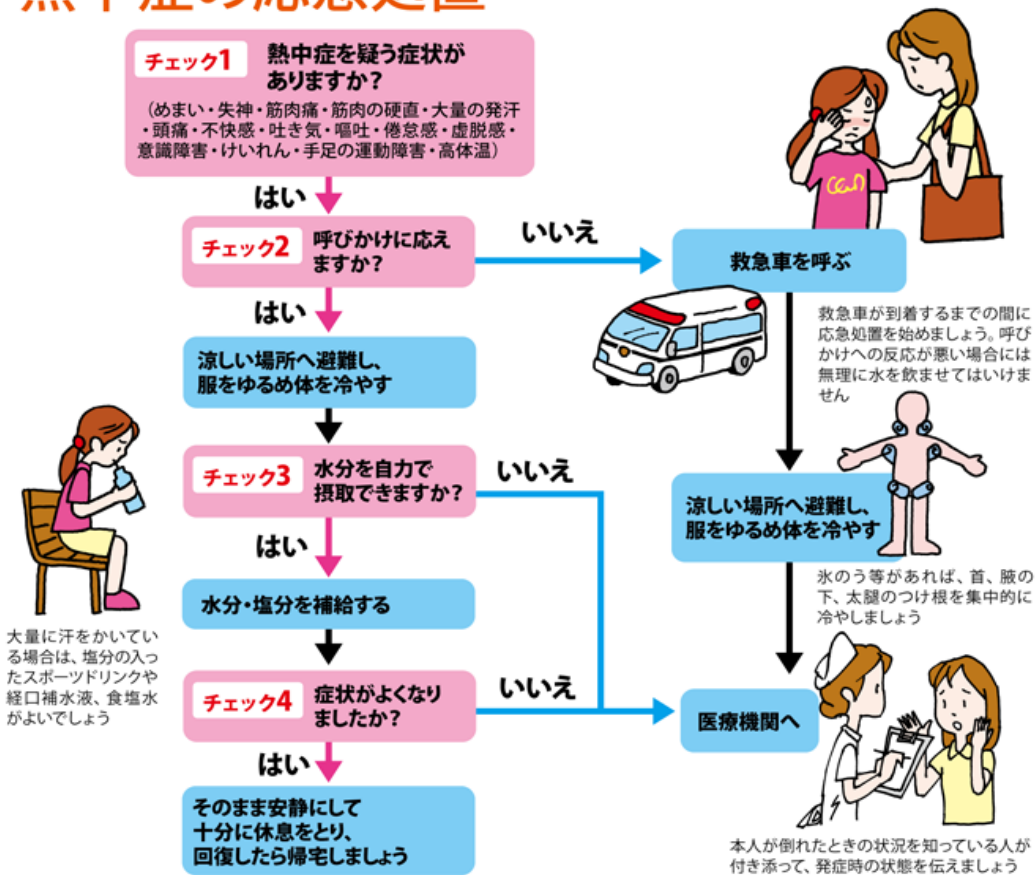 熱中症の応急処置
チェック1
熱中症を疑う症状が
ありますか？
（めまい・失神・筋肉痛・筋肉の硬直・大量の発汗
・頭痛・不快感・吐き気・嘔吐・倦怠感・虚脱感・
意識障害・けいれん・手足の運動障害・高体温）
はい
チェック2
呼びかけに応え
ますか？
いいえ
救急車を呼ぶ
救急車が到着するまでの間に
応急処置を始めましょう。呼び
かけへの反応が悪い場合には
無理に水を飲ませてはいけま
せん
はい
涼しい場所へ避難し、
服をゆるめ体を冷やす
チェック3
水分を自力で
摂取できますか？
いいえ
涼しい場所へ避難し、
服をゆるめ体を冷やす
氷のう等があれば、首、腋の
下、太腿のつけ根を集中的に
冷やしましょう
はい
水分・塩分を補給する
大量に汗をかいてい
る場合は、塩分の入っ
たスポーツドリンクや
経口補水液、食塩水
がよいでしょう
チェック4
症状がよくなり
ましたか？
いいえ
医療機関へ
本人が倒れたときの状況を知っている人が
付き添って、発症時の状態を伝えましょう
はい
そのまま安静にして
十分に休息をとり、
回復したら帰宅しましょう